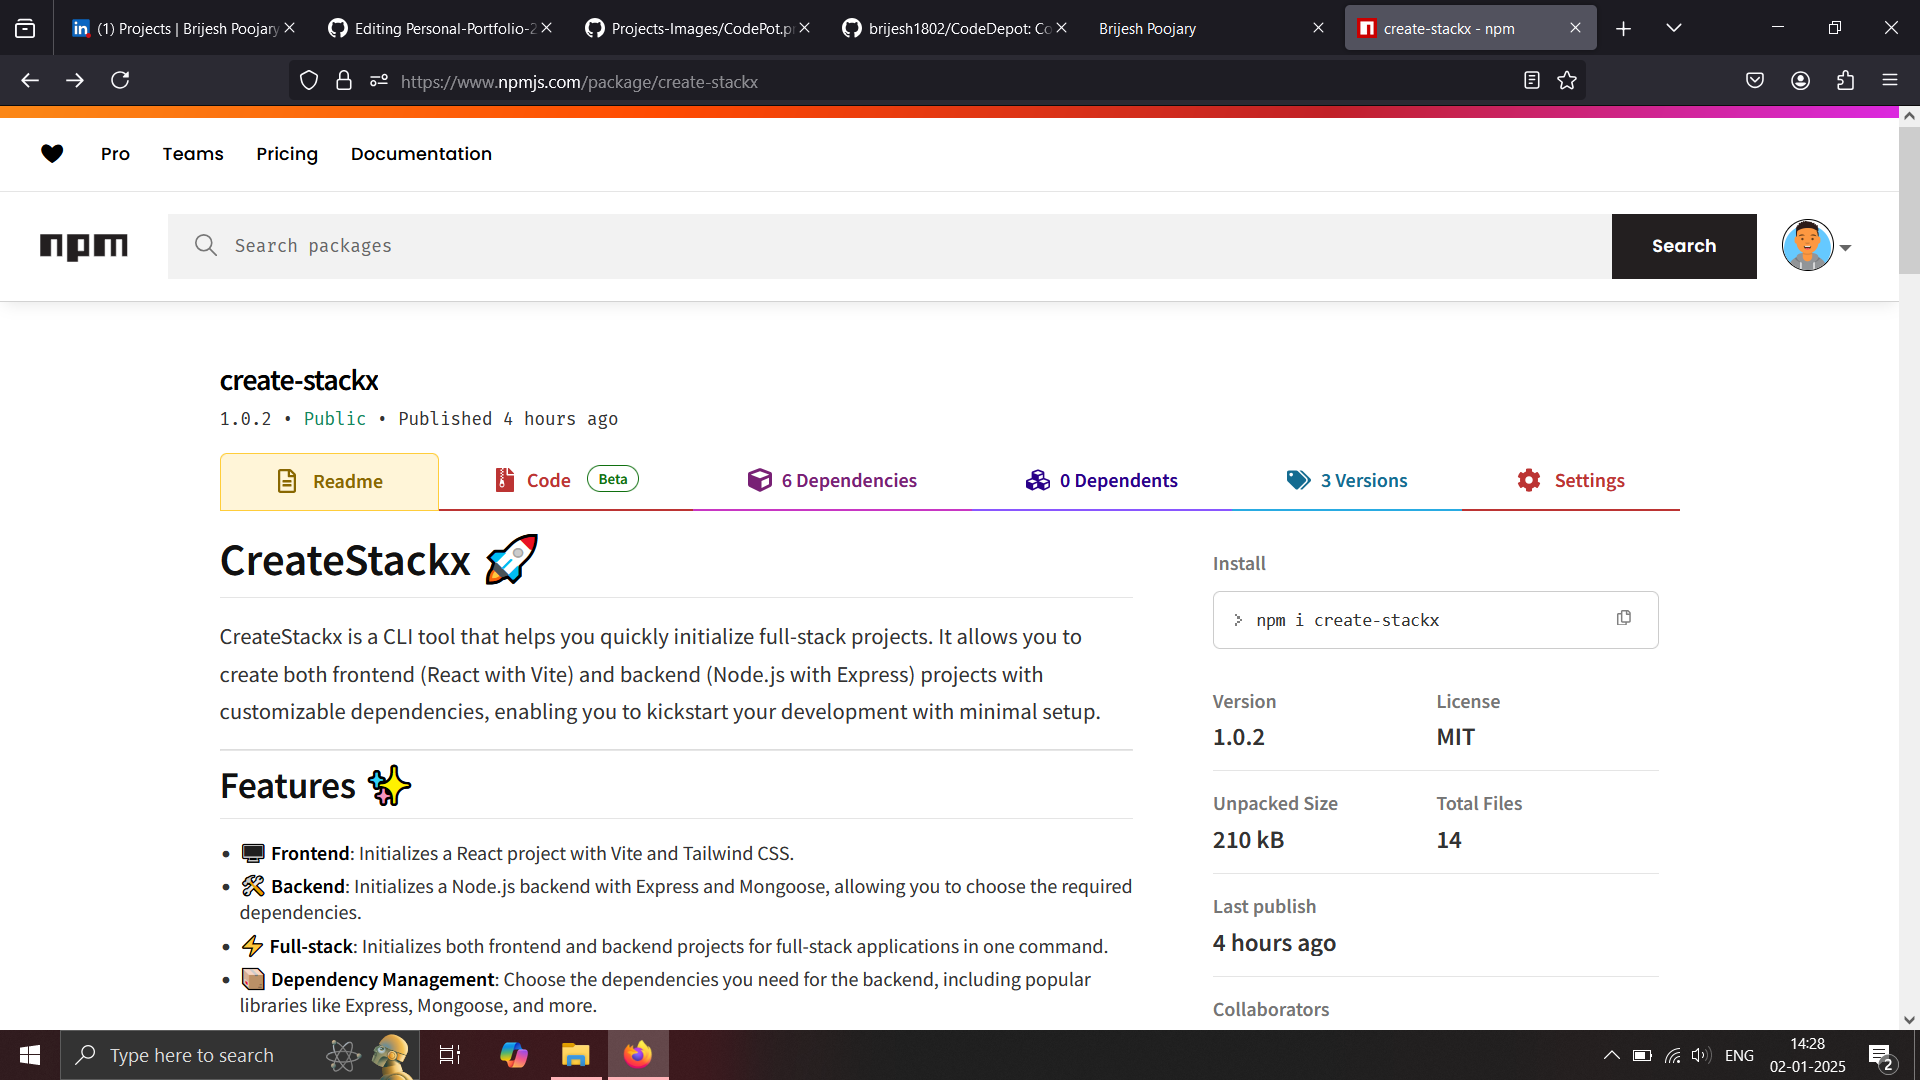 (1) Projects | Brijesh Poojary
Editing Personal-Portfolio-2
Projects-Images/CodePot.pr
brijesh1802/CodeDepot: Co
Brijesh Poojary
create-stackx - npm
https://www.npmjs.com/package/create-stackx
Pro
Teams
Pricing
Documentation
npm
Search packages
Search
create-stackx
1.0.2 • Public • Published 4 hours ago
Readme
Code Beta
6 Dependencies
0 Dependents
3 Versions
Settings
CreateStackx 🚀
CreateStackx is a CLI tool that helps you quickly initialize full-stack projects. It allows you to
create both frontend (React with Vite) and backend (Node.js with Express) projects with
customizable dependencies, enabling you to kickstart your development with minimal setup.
Features ✨
• 🖥️ Frontend: Initializes a React project with Vite and Tailwind CSS.
• 🛠️ Backend: Initializes a Node.js backend with Express and Mongoose, allowing you to choose the required
dependencies.
• ⚡ Full-stack: Initializes both frontend and backend projects for full-stack applications in one command.
• 📦 Dependency Management: Choose the dependencies you need for the backend, including popular
libraries like Express, Mongoose, and more.
Install
> npm i create-stackx
Version
1.0.2
License
MIT
Unpacked Size
210 kB
Total Files
14
Last publish
4 hours ago
Collaborators
Type here to search
ENG
14:28
02-01-2025
2